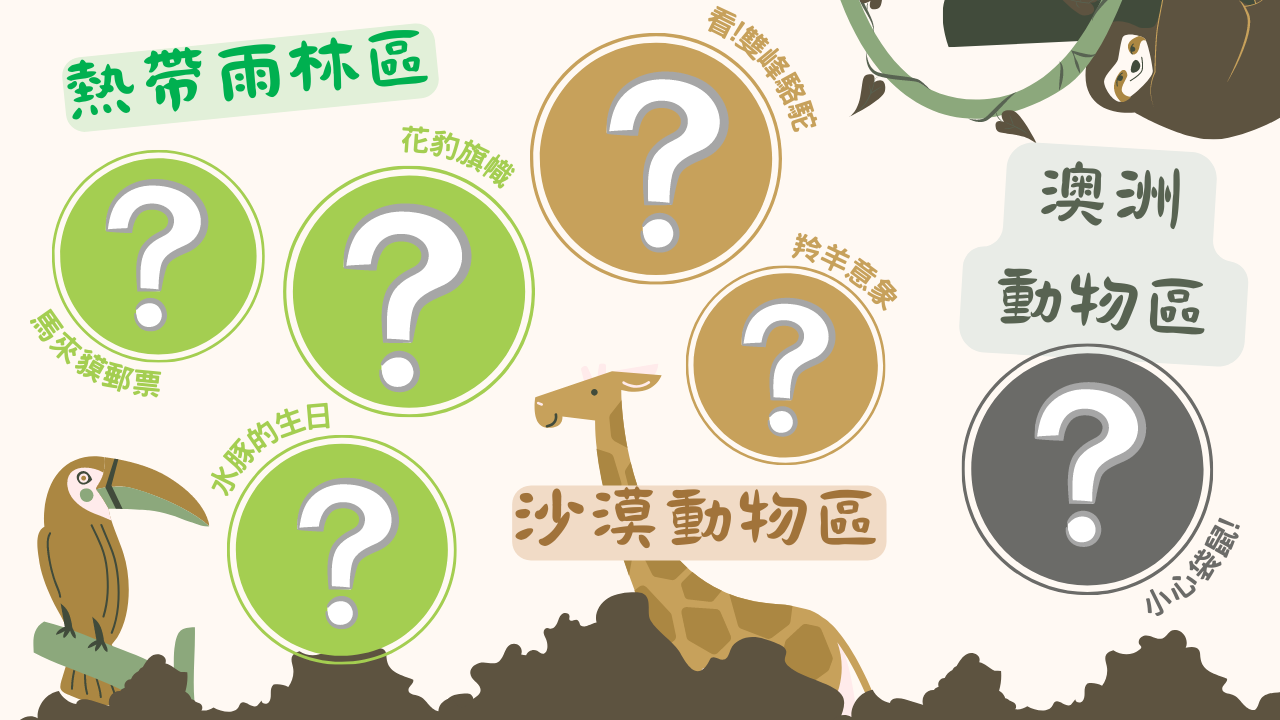 熱帶雨林區
馬來貘郵票
花豹旗幟
水豚的生日
看!雙峰駱駝
羚羊意象
沙漠動物區
澳洲
動物區
小心袋鼠!
?
?
?
?
?
?